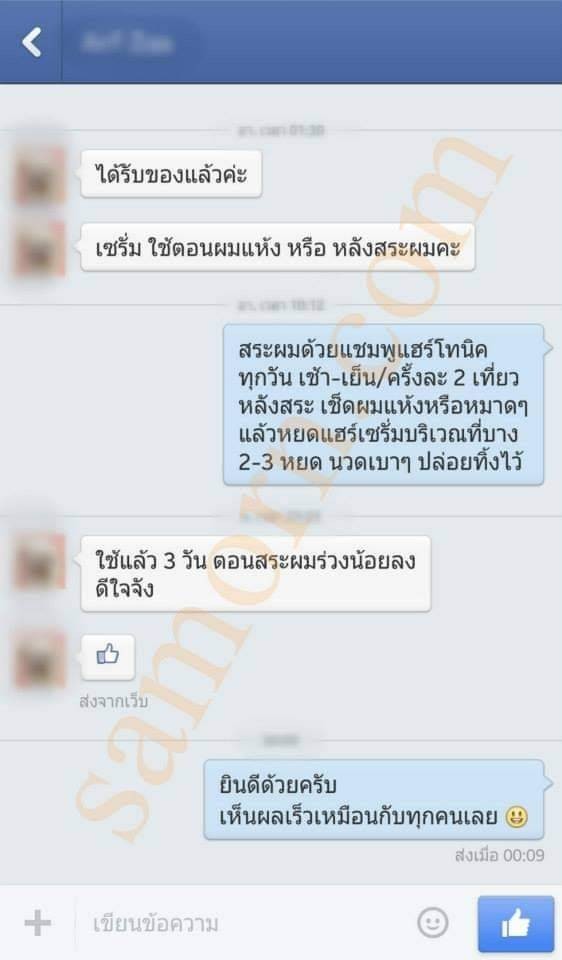 อา. เวลา 01:30
ได้รับของแล้วค่ะ
เซรั่ม ใช้ตอนผมแห้ง หรือ หลังสระผมคะ
อา. เวลา 10:12
สระผมด้วยแชมพูแฮร์โทนิค
ทุกวัน เช้า-เย็น/ครั้งละ 2 เที่ยว
หลังสระ เช็ดผมแห้งหรือหมาดๆ
แล้วหยดแฮร์เซรั่มบริเวณที่บาง
2-3 หยด นวดเบาๆ ปล่อยทิ้งไว้
ใช้แล้ว 3 วัน ตอนสระผมร่วงน้อยลง
ดีใจจัง
ส่งจากเว็บ
ยินดีด้วยครับ
เห็นผลเร็วเหมือนกับทุกคนเลย 😃
ส่งเมื่อ 00:09
เขียนข้อความ
samorn.com